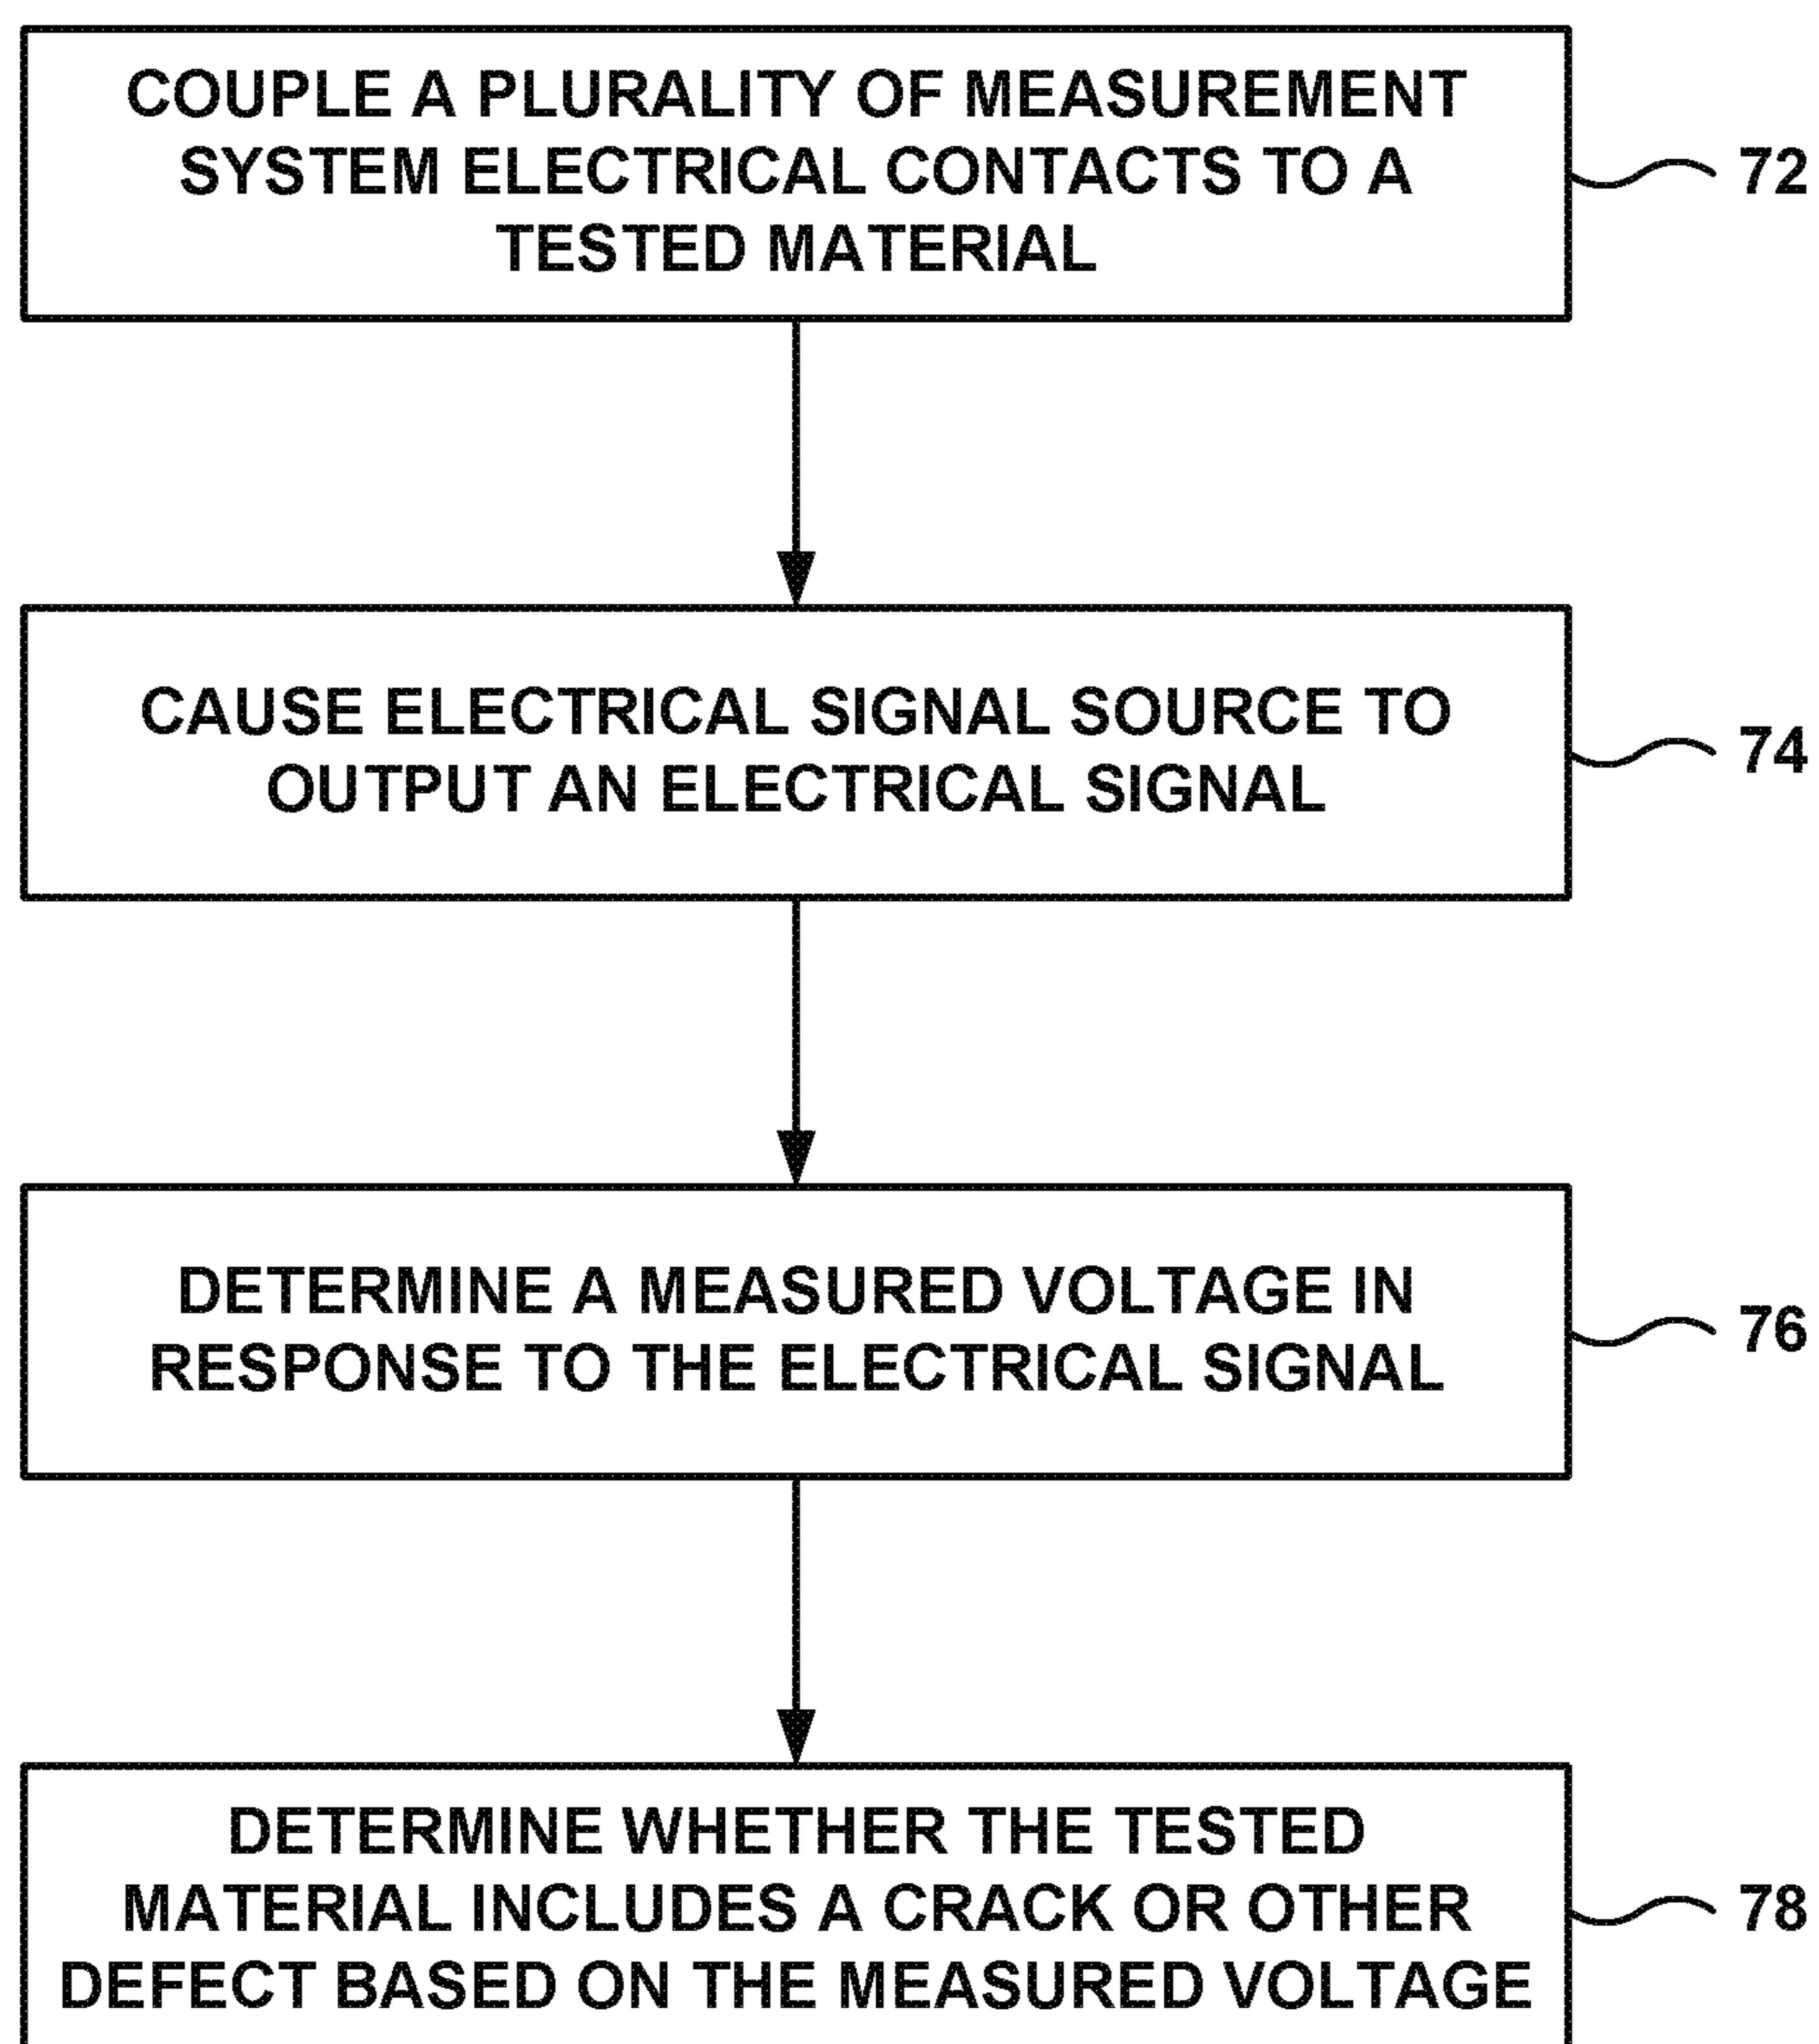 COUPLE A PLURALITY OF MEASUREMENT
SYSTEM ELECTRICAL CONTACTS TO A
TESTED MATERIAL
72
CAUSE ELECTRICAL SIGNAL SOURCE TO
OUTPUT AN ELECTRICAL SIGNAL
74
DETERMINE A MEASURED VOLTAGE IN
RESPONSE TO THE ELECTRICAL SIGNAL
76
DETERMINE WHETHER THE TESTED
MATERIAL INCLUDES A CRACK OR OTHER
DEFECT BASED ON THE MEASURED VOLTAGE
78